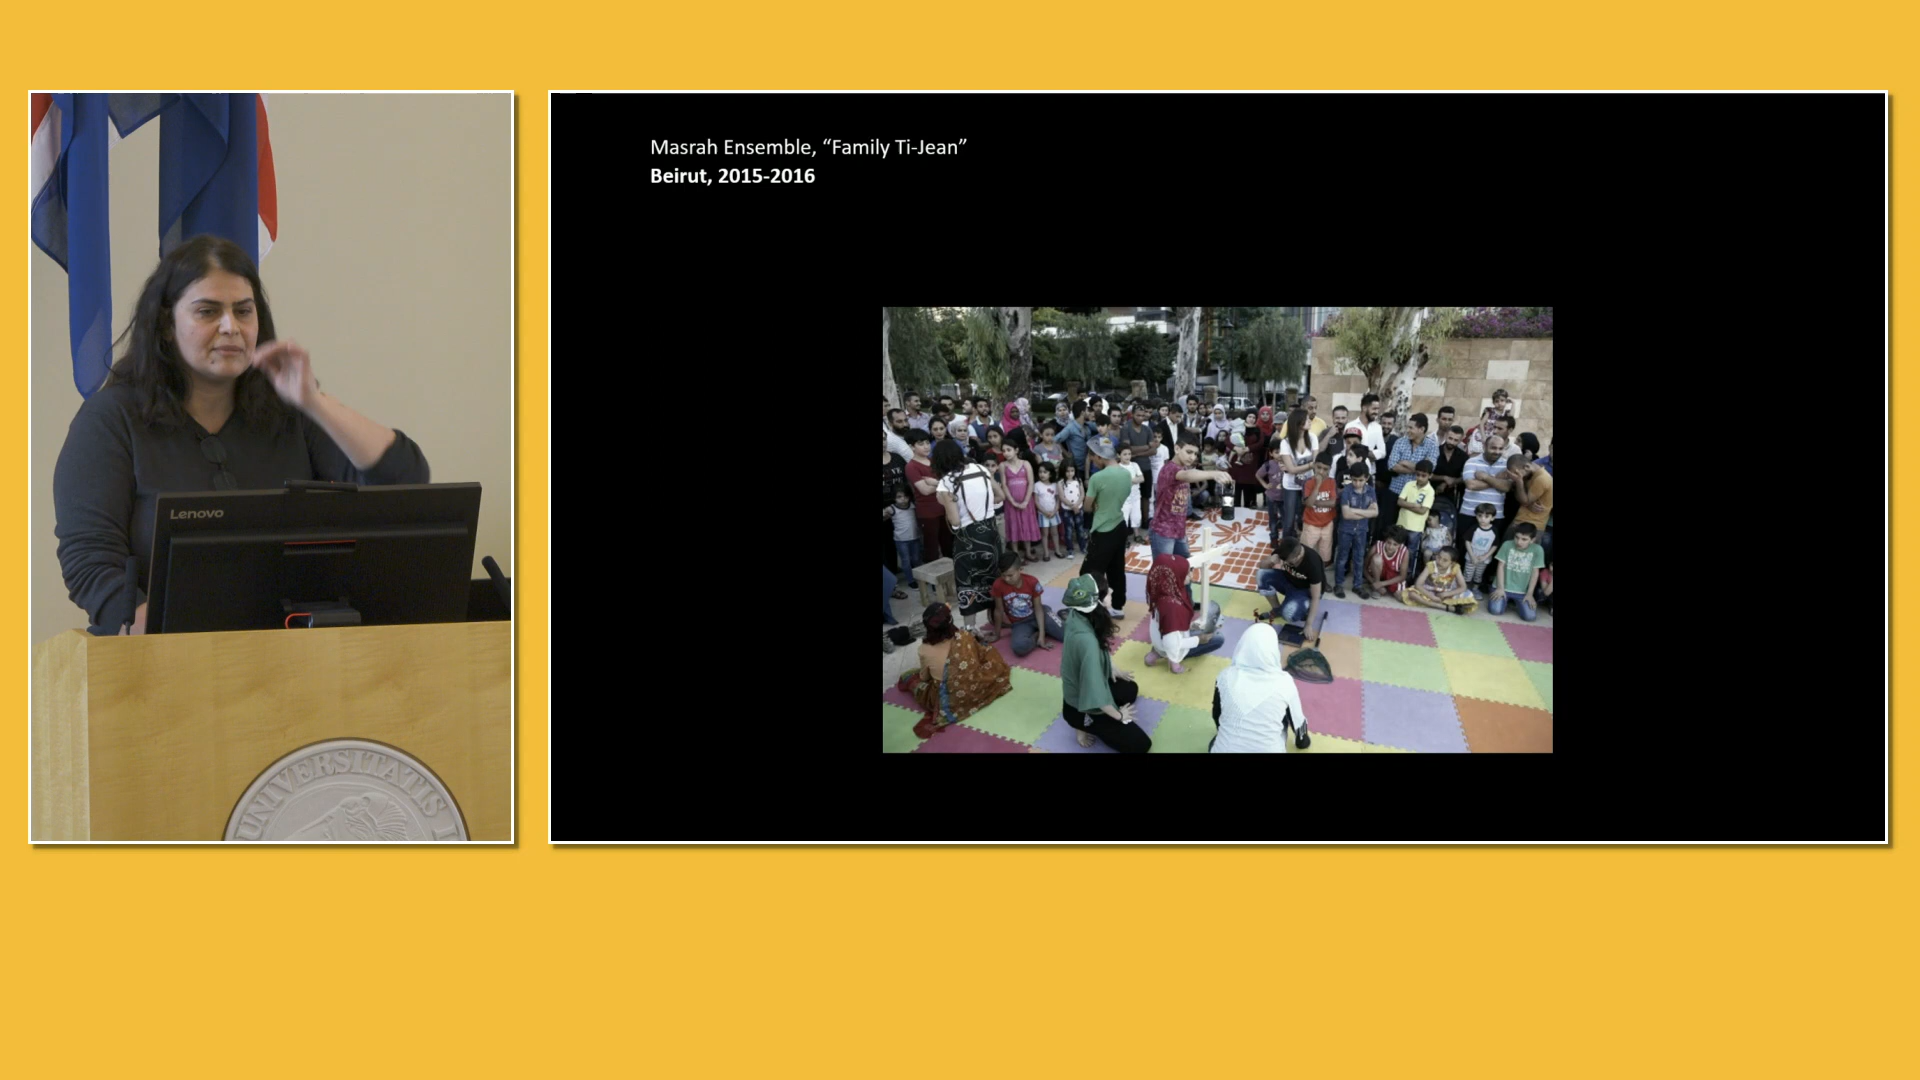 Masrah Ensemble, “Family Ti-Jean”
Beirut, 2015-2016
Lenovo
UNIVERSITATIS